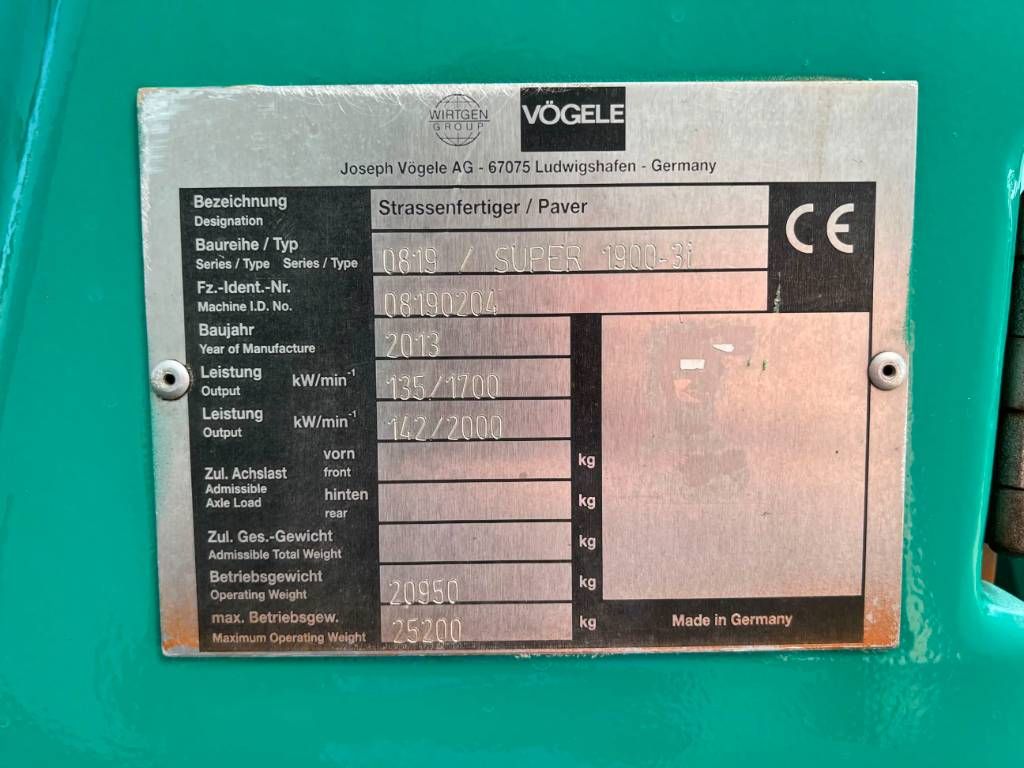 WIRTGEN
GROUP
VÖGELE
Joseph Vögele AG - 67075 Ludwigshafen - Germany
Bezeichnung
Designation
Strassenfertiger / Paver
CE
Baureihe / Typ
Series / Type Series / Type
0819 / SUPER 1900-3i
Fz.-Ident.-Nr.
Machine I.D. No.
08190204
Baujahr
Year of Manufacture
2013
Leistung
Output
kW/min⁻¹
135/1700
Leistung
Output
kW/min⁻¹
142/2000
Zul. Achslast
Admissible
Axle Load
vorn
front
kg
hinten
rear
kg
Zul. Ges.-Gewicht
Admissible Total Weight
kg
Betriebsgewicht
Operating Weight
20950
kg
max. Betriebsgew.
Maximum Operating Weight
25200
kg
Made in Germany